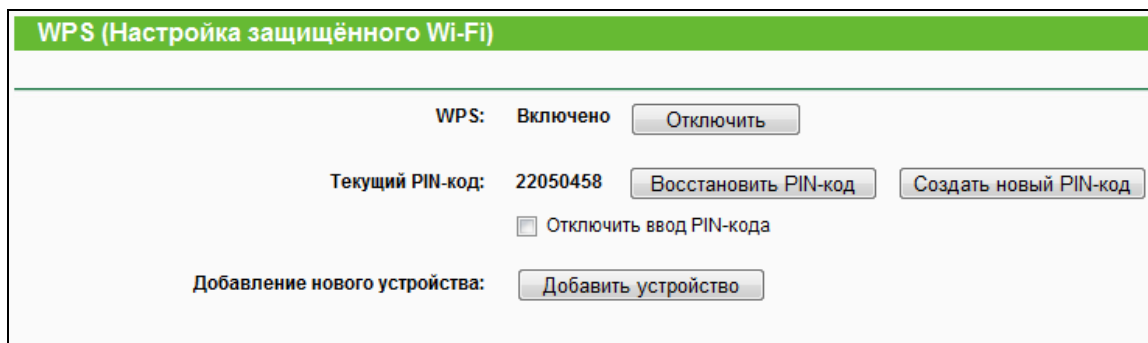 WPS (Настройка защищённого Wi-Fi)
WPS: Включено Отключить
Текущий PIN-код: 22050458 Восстановить PIN-код Создать новый PIN-код
Отключить ввод PIN-кода
Добавление нового устройства: Добавить устройство